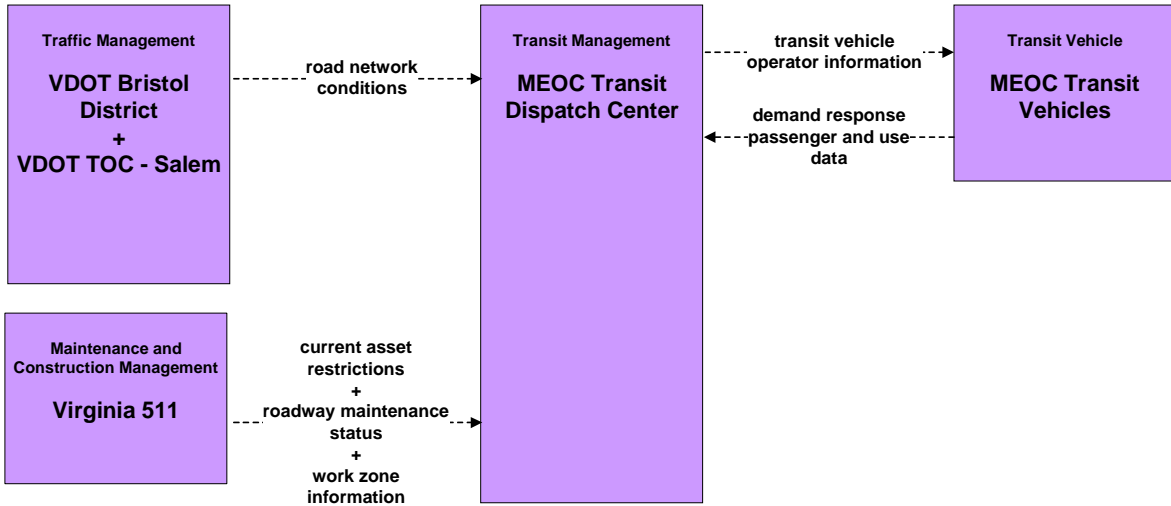 Traffic Management
VDOT Bristol
District
+
VDOT TOC - Salem
road network
conditions
Transit Management
MEOC Transit
Dispatch Center
transit vehicle
operator information
demand response
passenger and use
data
Transit Vehicle
MEOC Transit
Vehicles
Maintenance and
Construction Management
Virginia 511
current asset
restrictions
+
roadway maintenance
status
+
work zone
information